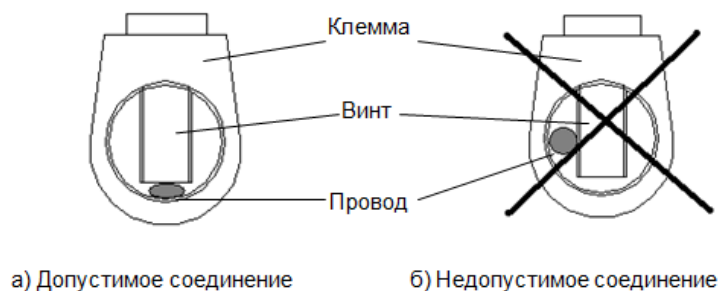 Клемма
Винт
Провод
а) Допустимое соединение
б) Недопустимое соединение